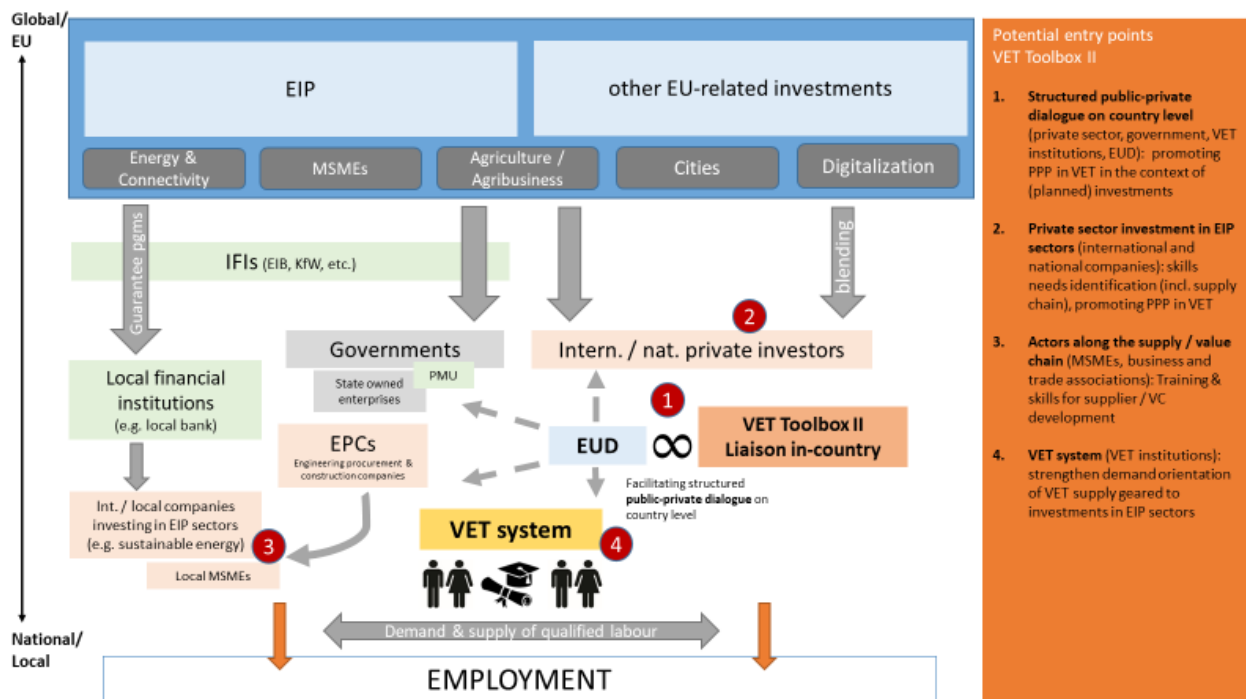 Global/
EU
EIP
other EU-related investments
Energy &
Connectivity
MSMEs
Agriculture /
Agribusiness
Cities
Digitalization
Guarantee pgms
IFIs (EIB, KfW, etc.)
blending
2
Governments
PMU
State owned
enterprises
Intern. / nat. private investors
Local financial
institutions
(e.g. local bank)
1
EPCs
Engineering procurement &
construction companies
EUD
∞
VET Toolbox II
Liaison in-country
Facilitating structured
public-private dialogue on
country level
Int. / local companies
investing in EIP sectors
(e.g. sustainable energy)
3
Local MSMEs
VET system
4
National/
Local
Demand & supply of qualified labour
EMPLOYMENT
Potential entry points
VET Toolbox II
1. Structured public-private
dialogue on country level
(private sector, government, VET
institutions, EUD): promoting
PPP in VET in the context of
(planned) investments
2. Private sector investment in EIP
sectors (international and
national companies): skills
needs identification (incl. supply
chain), promoting PPP in VET
3. Actors along the supply / value
chain (MSMEs, business and
trade associations): Training &
skills for supplier / VC
development
4. VET system (VET institutions):
strengthen demand orientation
of VET supply geared to
investments in EIP sectors